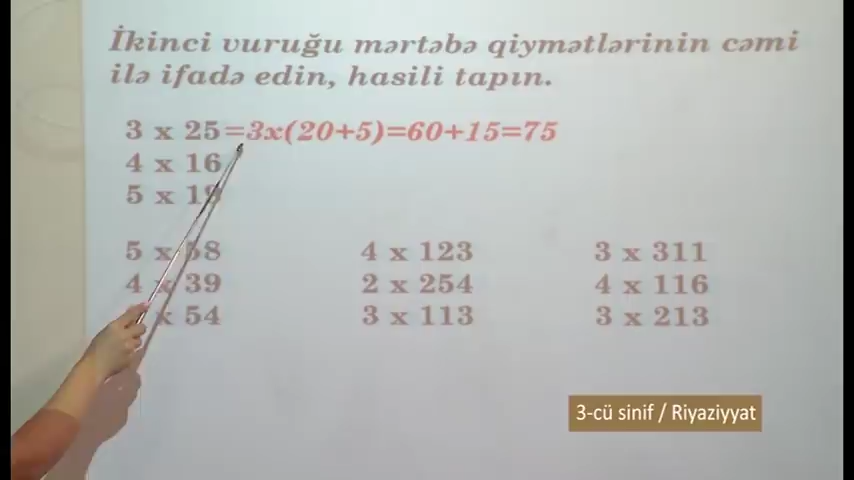 İkinci vuruğu mərtəbə qiymətlərinin cəmi
ilə ifadə edin, hasili tapın.
3 x 25=3x(20+5)=60+15=75
4 x 16
5 x 19
5 x 58
4 x 39
x 54
4 x 123
2 x 254
3 x 113
3 x 311
4 x 116
3 x 213
3-cü sinif / Riyaziyyat